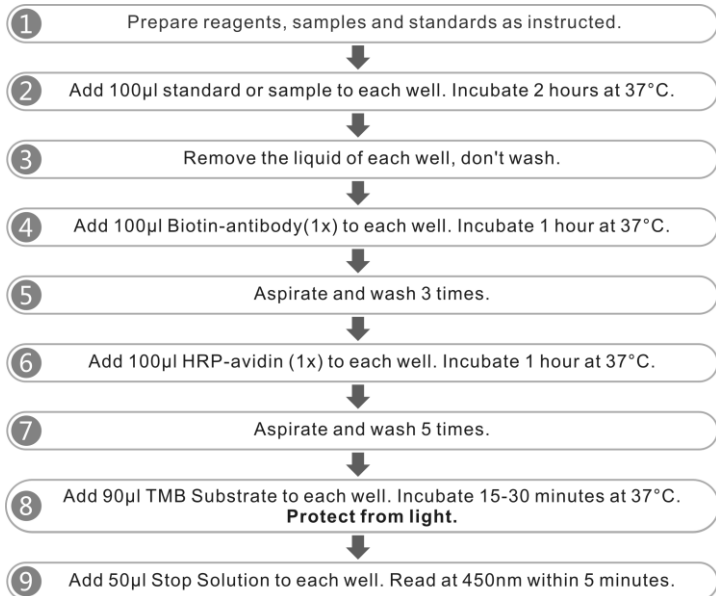 1 Prepare reagents, samples and standards as instructed.
2 Add 100µl standard or sample to each well. Incubate 2 hours at 37°C.
3 Remove the liquid of each well, don't wash.
4 Add 100µl Biotin-antibody(1x) to each well. Incubate 1 hour at 37°C.
5 Aspirate and wash 3 times.
6 Add 100µl HRP-avidin (1x) to each well. Incubate 1 hour at 37°C.
7 Aspirate and wash 5 times.
8 Add 90µl TMB Substrate to each well. Incubate 15-30 minutes at 37°C.
Protect from light.
9 Add 50µl Stop Solution to each well. Read at 450nm within 5 minutes.